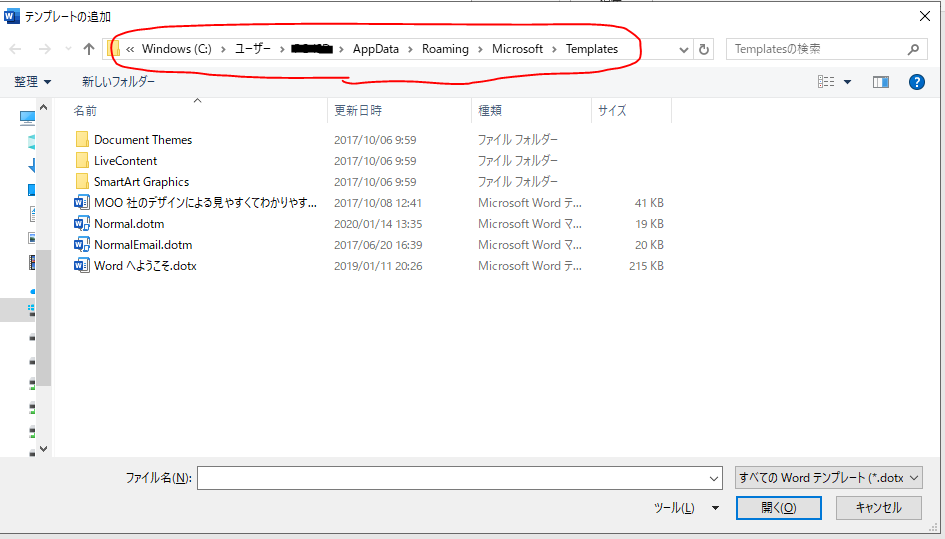 テンプレートの追加
« Windows (C:) › ユーザー › › AppData › Roaming › Microsoft › Templates
Templatesの検索
整理 新しいフォルダー
名前 更新日時 種類 サイズ
Document Themes 2017/10/06 9:59 ファイル フォルダー
LiveContent 2017/10/06 9:59 ファイル フォルダー
SmartArt Graphics 2017/10/06 9:59 ファイル フォルダー
MOO 社のデザインによる見やすくてわかりやす... 2017/10/08 12:41 Microsoft Word テ... 41 KB
Normal.dotm 2020/01/14 13:35 Microsoft Word マ... 19 KB
NormalEmail.dotm 2017/06/20 16:39 Microsoft Word マ... 20 KB
Word へようこそ.dotx 2019/01/11 20:26 Microsoft Word テ... 215 KB
ファイル名(N): すべての Word テンプレート (*.dotx
ツール(L) 開く(O) キャンセル